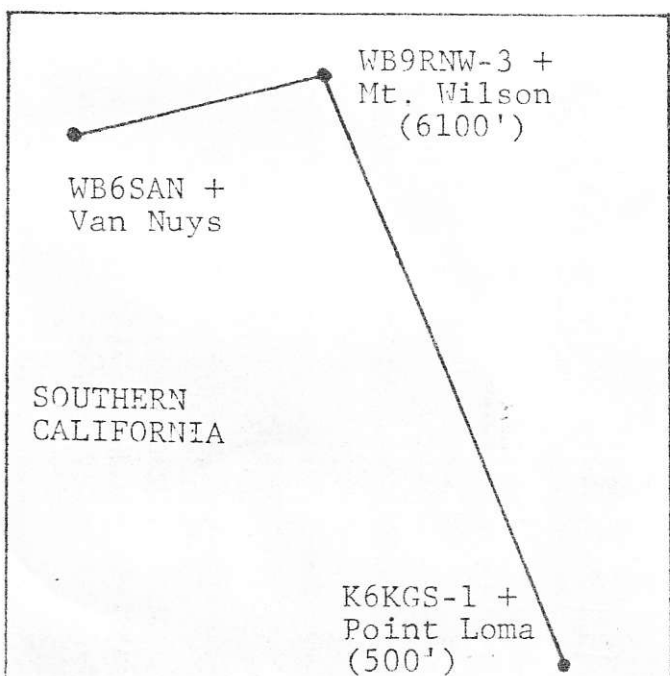 WB9RNW-3 +
Mt. Wilson
(6100')
WB6SAN +
Van Nuys
SOUTHERN
CALIFORNIA
K6KGS-1 +
Point Loma
(500')